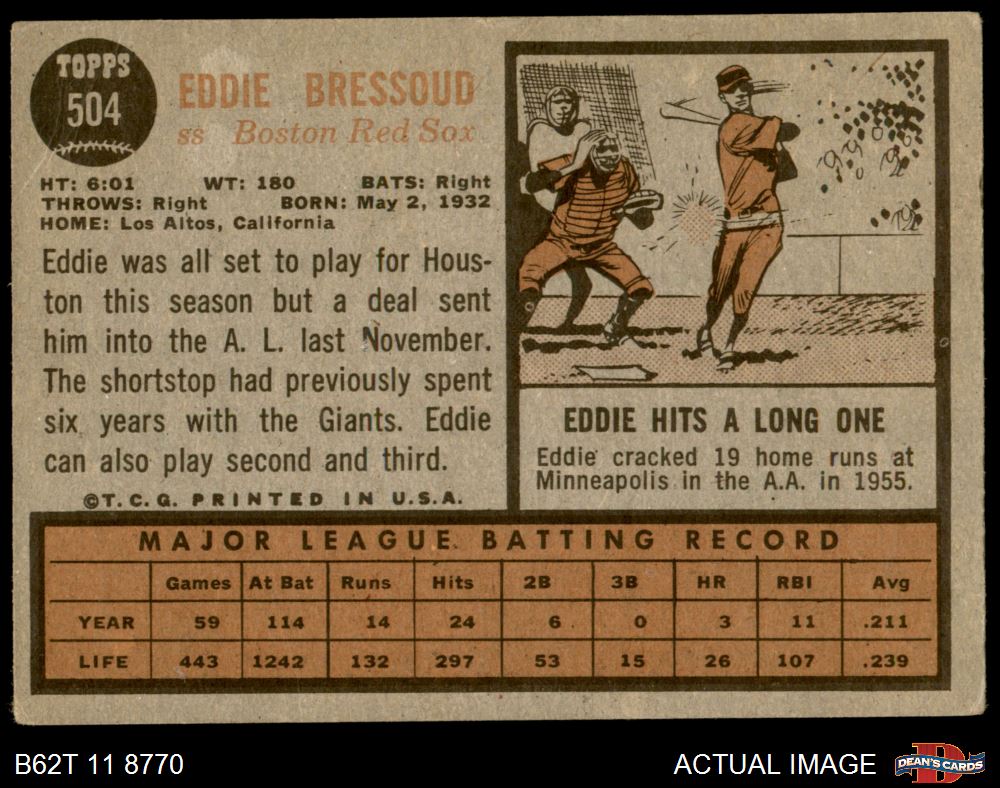 TOPPS
504
EDDIE BRESSOUD
ss Boston Red Sox
HT: 6:01 WT: 180 BATS: Right
THROWS: Right BORN: May 2, 1932
HOME: Los Altos, California
Eddie was all set to play for Hous-
ton this season but a deal sent
him into the A. L. last November.
The shortstop had previously spent
six years with the Giants. Eddie
can also play second and third.
©T.C.G. PRINTED IN U.S.A.
EDDIE HITS A LONG ONE
Eddie cracked 19 home runs at
Minneapolis in the A.A. in 1955.
MAJOR LEAGUE BATTING RECORD
Games At Bat Runs Hits 2B 3B HR RBI Avg
YEAR 59 114 14 24 6 0 3 11 .211
LIFE 443 1242 132 297 53 15 26 107 .239
B62T 11 8770 ACTUAL IMAGE
D
DEAN'S CARDS